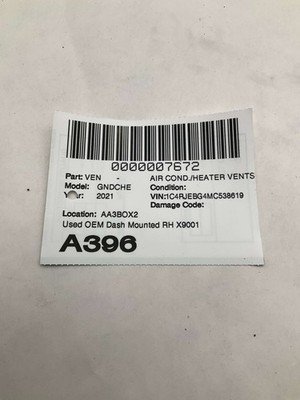 0000007672
Part: VEN - AIR COND./HEATER VENTS
Model: GNDCHE Condition:
Year: 2021 VIN:1C4RJEBG4MC538619
Damage Code:
Location: AA3BOX2
Used OEM Dash Mounted RH X9001
A396